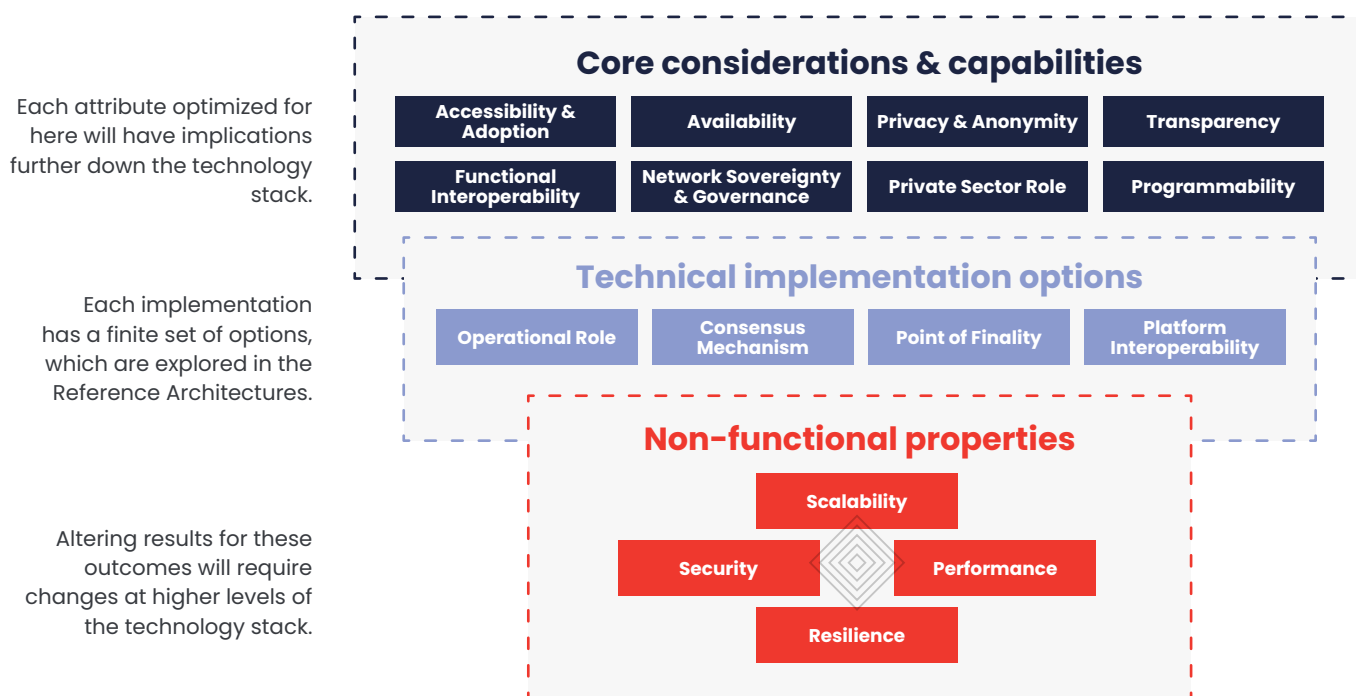 Core considerations & capabilities
Each attribute optimized for
here will have implications
further down the technology
stack.
Accessibility &
Adoption
Availability
Privacy & Anonymity
Transparency
Functional
Interoperability
Network Sovereignty
& Governance
Private Sector Role
Programmability
Technical implementation options
Each implementation
has a finite set of options,
which are explored in the
Reference Architectures.
Operational Role
Consensus
Mechanism
Point of Finality
Platform
Interoperability
Non-functional properties
Altering results for these
outcomes will require
changes at higher levels of
the technology stack.
Scalability
Security
Performance
Resilience